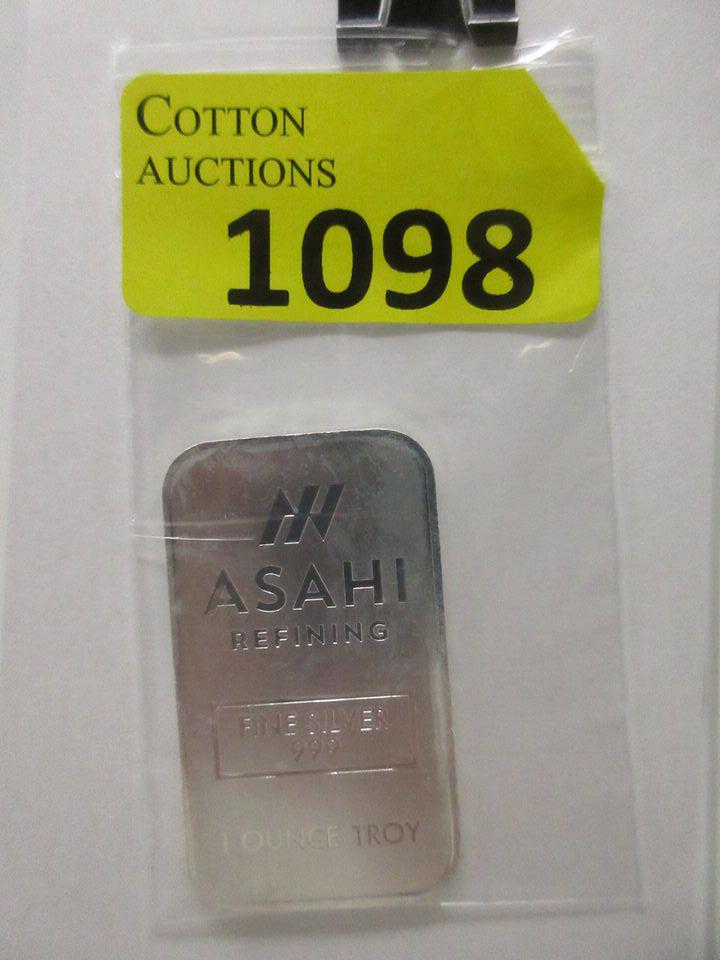 COTTON
AUCTIONS
1098
ASAHI
REFINING
FINE SILVER
999
1 OUNCE TROY